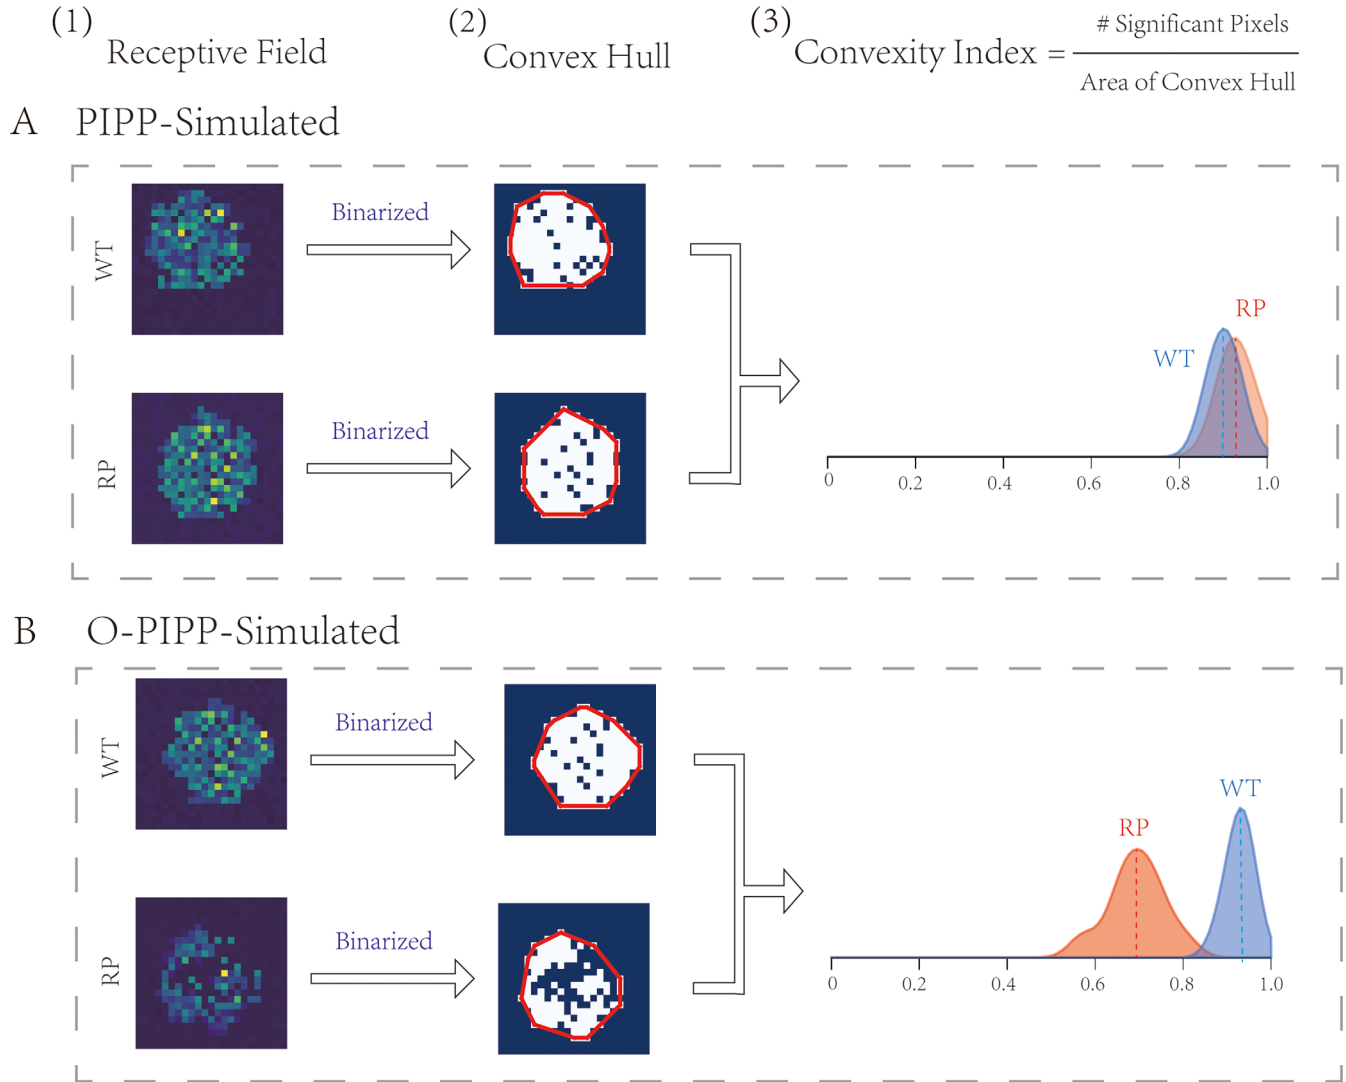 (1) Receptive Field
(2) Convex Hull
(3) Convexity Index = # Significant Pixels
Area of Convex Hull
A PIPP-Simulated
WT
Binarized
RP
Binarized
RP
WT
0 0.2 0.4 0.6 0.8 1.0
B O-PIPP-Simulated
WT
Binarized
RP
Binarized
WT
RP
0 0.2 0.4 0.6 0.8 1.0